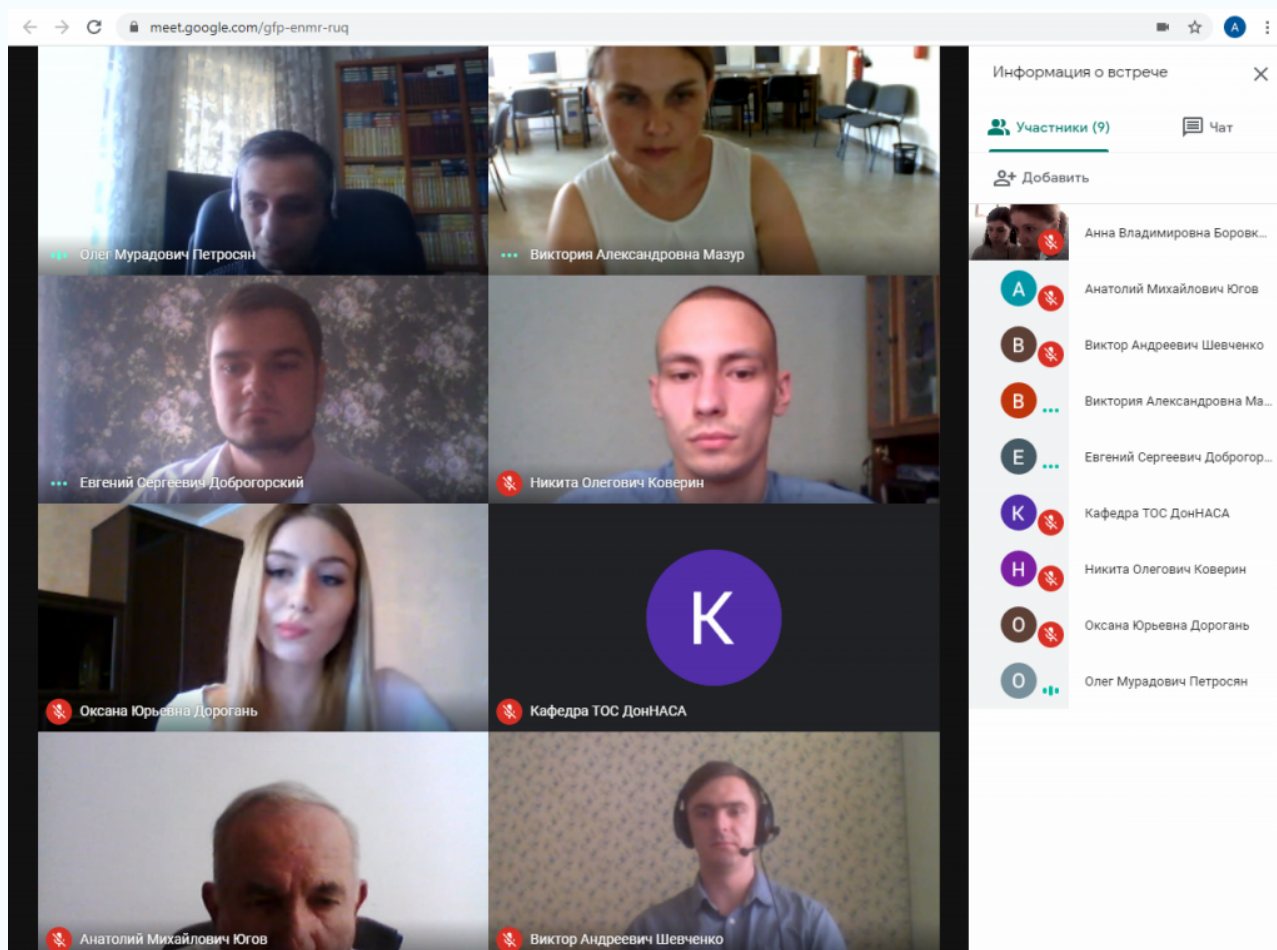 meet.google.com/gfp-enmr-ruq
A
Олег Мурадович Петросян
Виктория Александровна Мазур
Евгений Сергеевич Доброгорский
Никита Олегович Коверин
Оксана Юрьевна Дорогань
К
Кафедра ТОС ДонНАСА
Анатолий Михайлович Югов
Виктор Андреевич Шевченко
Информация о встрече
Участники (9)
Чат
Добавить
Анна Владимировна Боровк...
А
Анатолий Михайлович Югов
В
Виктор Андреевич Шевченко
В
Виктория Александровна Ма...
Е
Евгений Сергеевич Доброгор...
К
Кафедра ТОС ДонНАСА
Н
Никита Олегович Коверин
О
Оксана Юрьевна Дорогань
О
Олег Мурадович Петросян